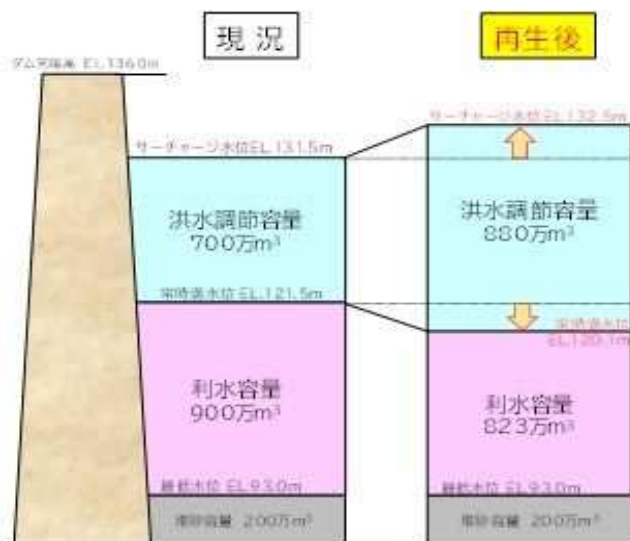 現況
再生後
ダム天端高 EL.136.0m
サーチャージ水位EL.132.5m
サーチャージ水位EL.131.5m
洪水調節容量
700万m³
洪水調節容量
880万m³
常時満水位 EL.121.5m
常時満水位
EL.120.1m
利水容量
900万m³
利水容量
823万m³
最低水位 EL.93.0m
最低水位 EL.93.0m
堆砂容量 200万m³
堆砂容量 200万m³